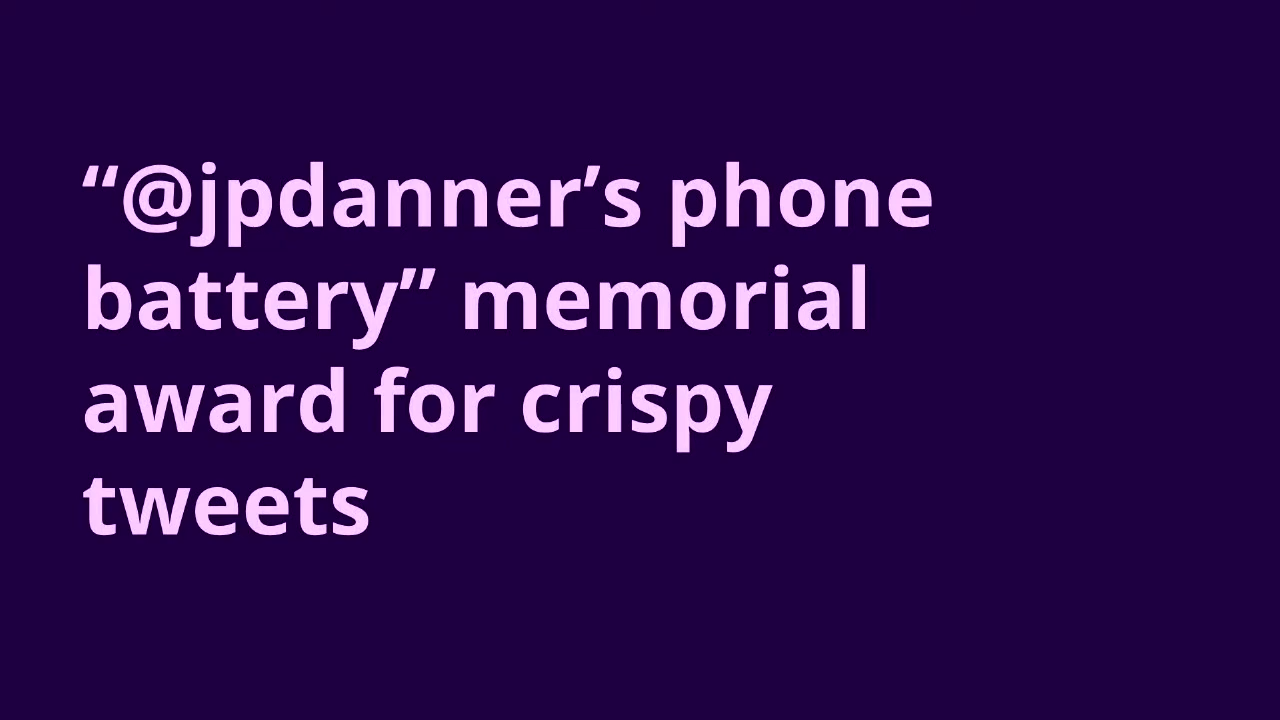 “@jpdanner’s phone
battery” memorial
award for crispy
tweets